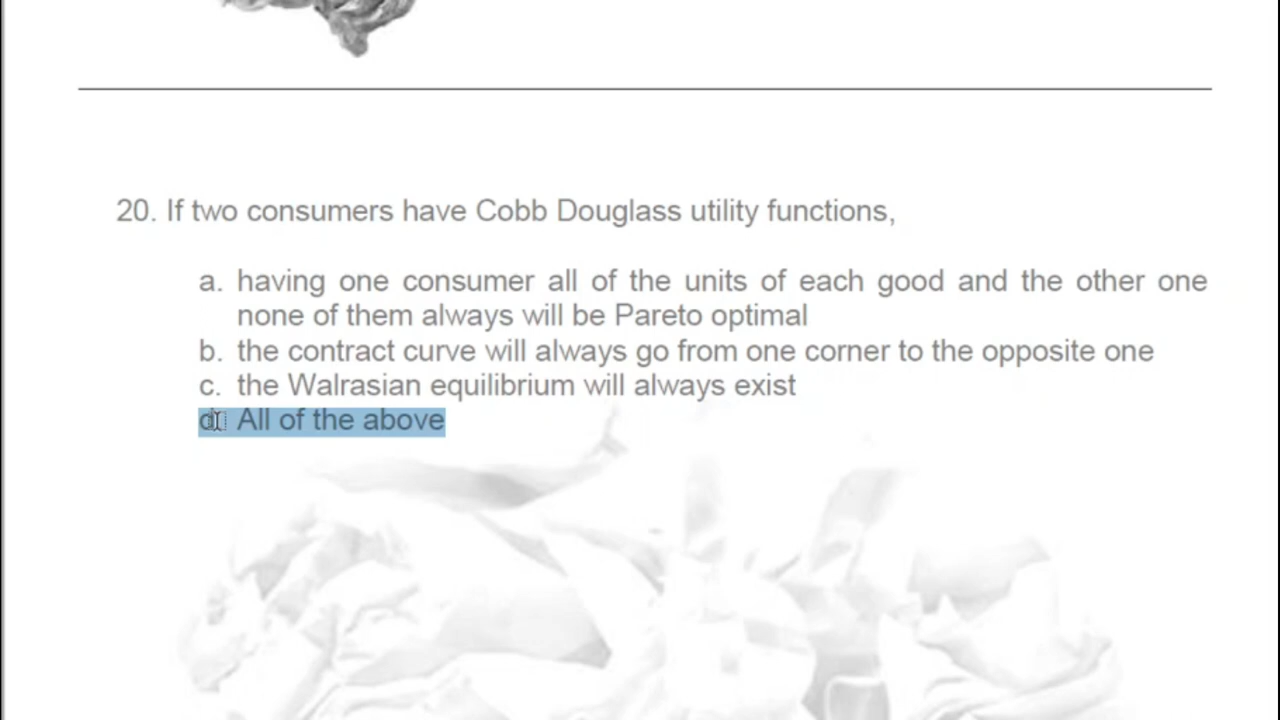 20. If two consumers have Cobb Douglass utility functions,
a. having one consumer all of the units of each good and the other one
none of them always will be Pareto optimal
b. the contract curve will always go from one corner to the opposite one
c. the Walrasian equilibrium will always exist
d. All of the above